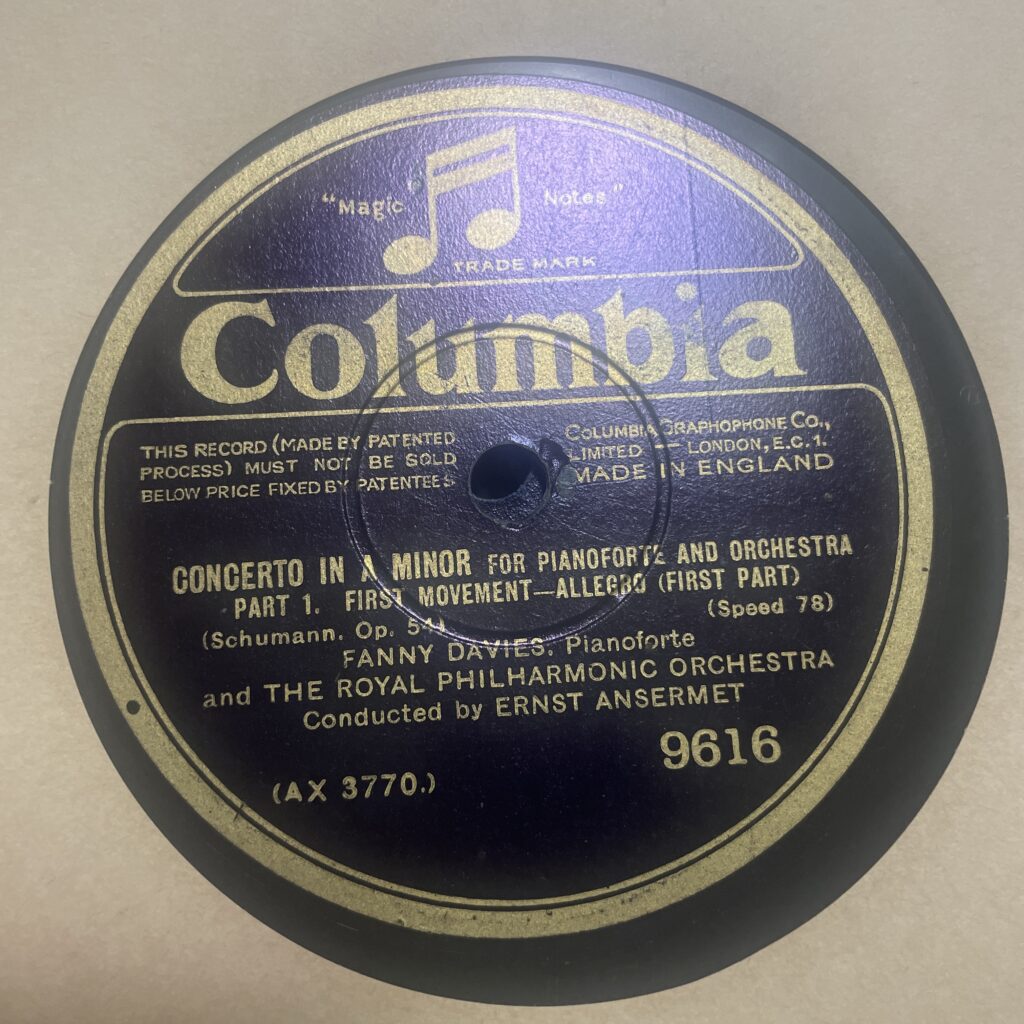 "Magic Notes"
TRADE MARK
Columbia
THIS RECORD (MADE BY PATENTED
PROCESS) MUST NOT BE SOLD
BELOW PRICE FIXED BY PATENTEES
COLUMBIA GRAPHOPHONE CO.,
LIMITED – LONDON, E.C.1.
MADE IN ENGLAND
CONCERTO IN A MINOR FOR PIANOFORTE AND ORCHESTRA
PART 1. FIRST MOVEMENT—ALLEGRO (FIRST PART)
(Schumann. Op. 54) (Speed 78)
FANNY DAVIES. Pianoforte
and THE ROYAL PHILHARMONIC ORCHESTRA
Conducted by ERNST ANSERMET
9616
(AX 3770.)